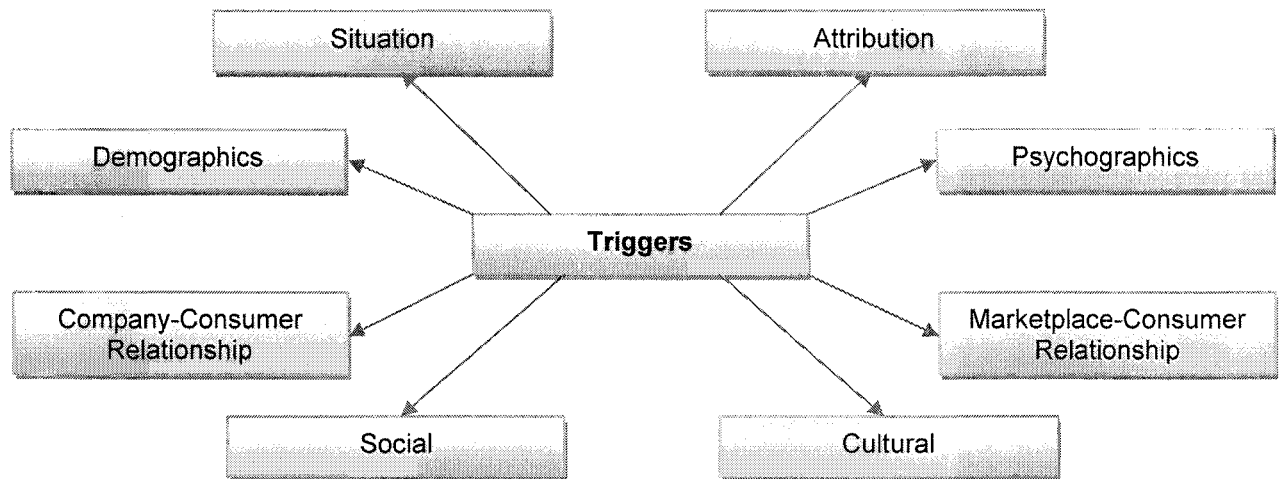 Situation
Attribution
Demographics
Psychographics
Triggers
Company-Consumer
Relationship
Marketplace-Consumer
Relationship
Social
Cultural